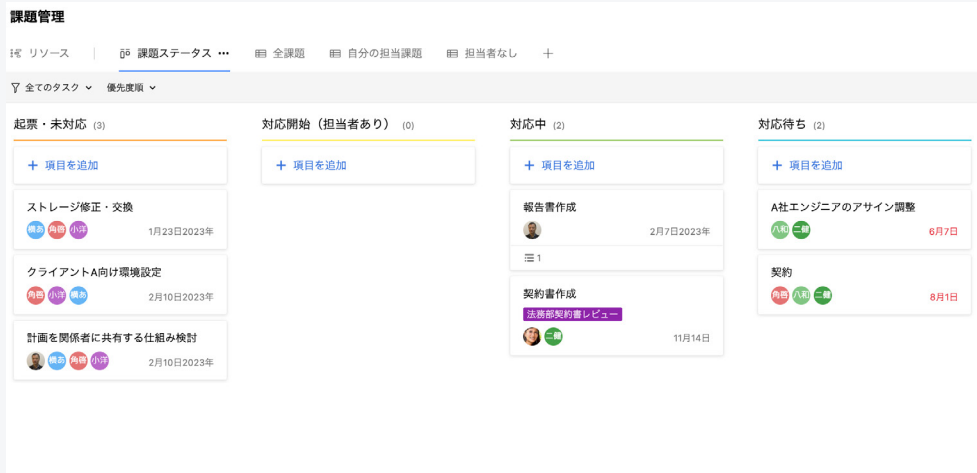 課題管理
リソース 課題ステータス ••• 全課題 自分の担当課題 担当者なし +
全てのタスク 優先度順
起票・未対応 (3)
+ 項目を追加
ストレージ修正・交換
横あ 角啓 小洋 1月23日2023年
クライアントA向け環境設定
角啓 小洋 横あ 2月10日2023年
計画を関係者に共有する仕組み検討
横あ 角啓 小洋 2月10日2023年
対応開始（担当者あり） (0)
+ 項目を追加
対応中 (2)
+ 項目を追加
報告書作成
2月7日2023年
1
契約書作成
法務部契約書レビュー
二健 11月14日
対応待ち (2)
+ 項目を追加
A社エンジニアのアサイン調整
八和 二健 6月7日
契約
角啓 八和 二健 8月1日